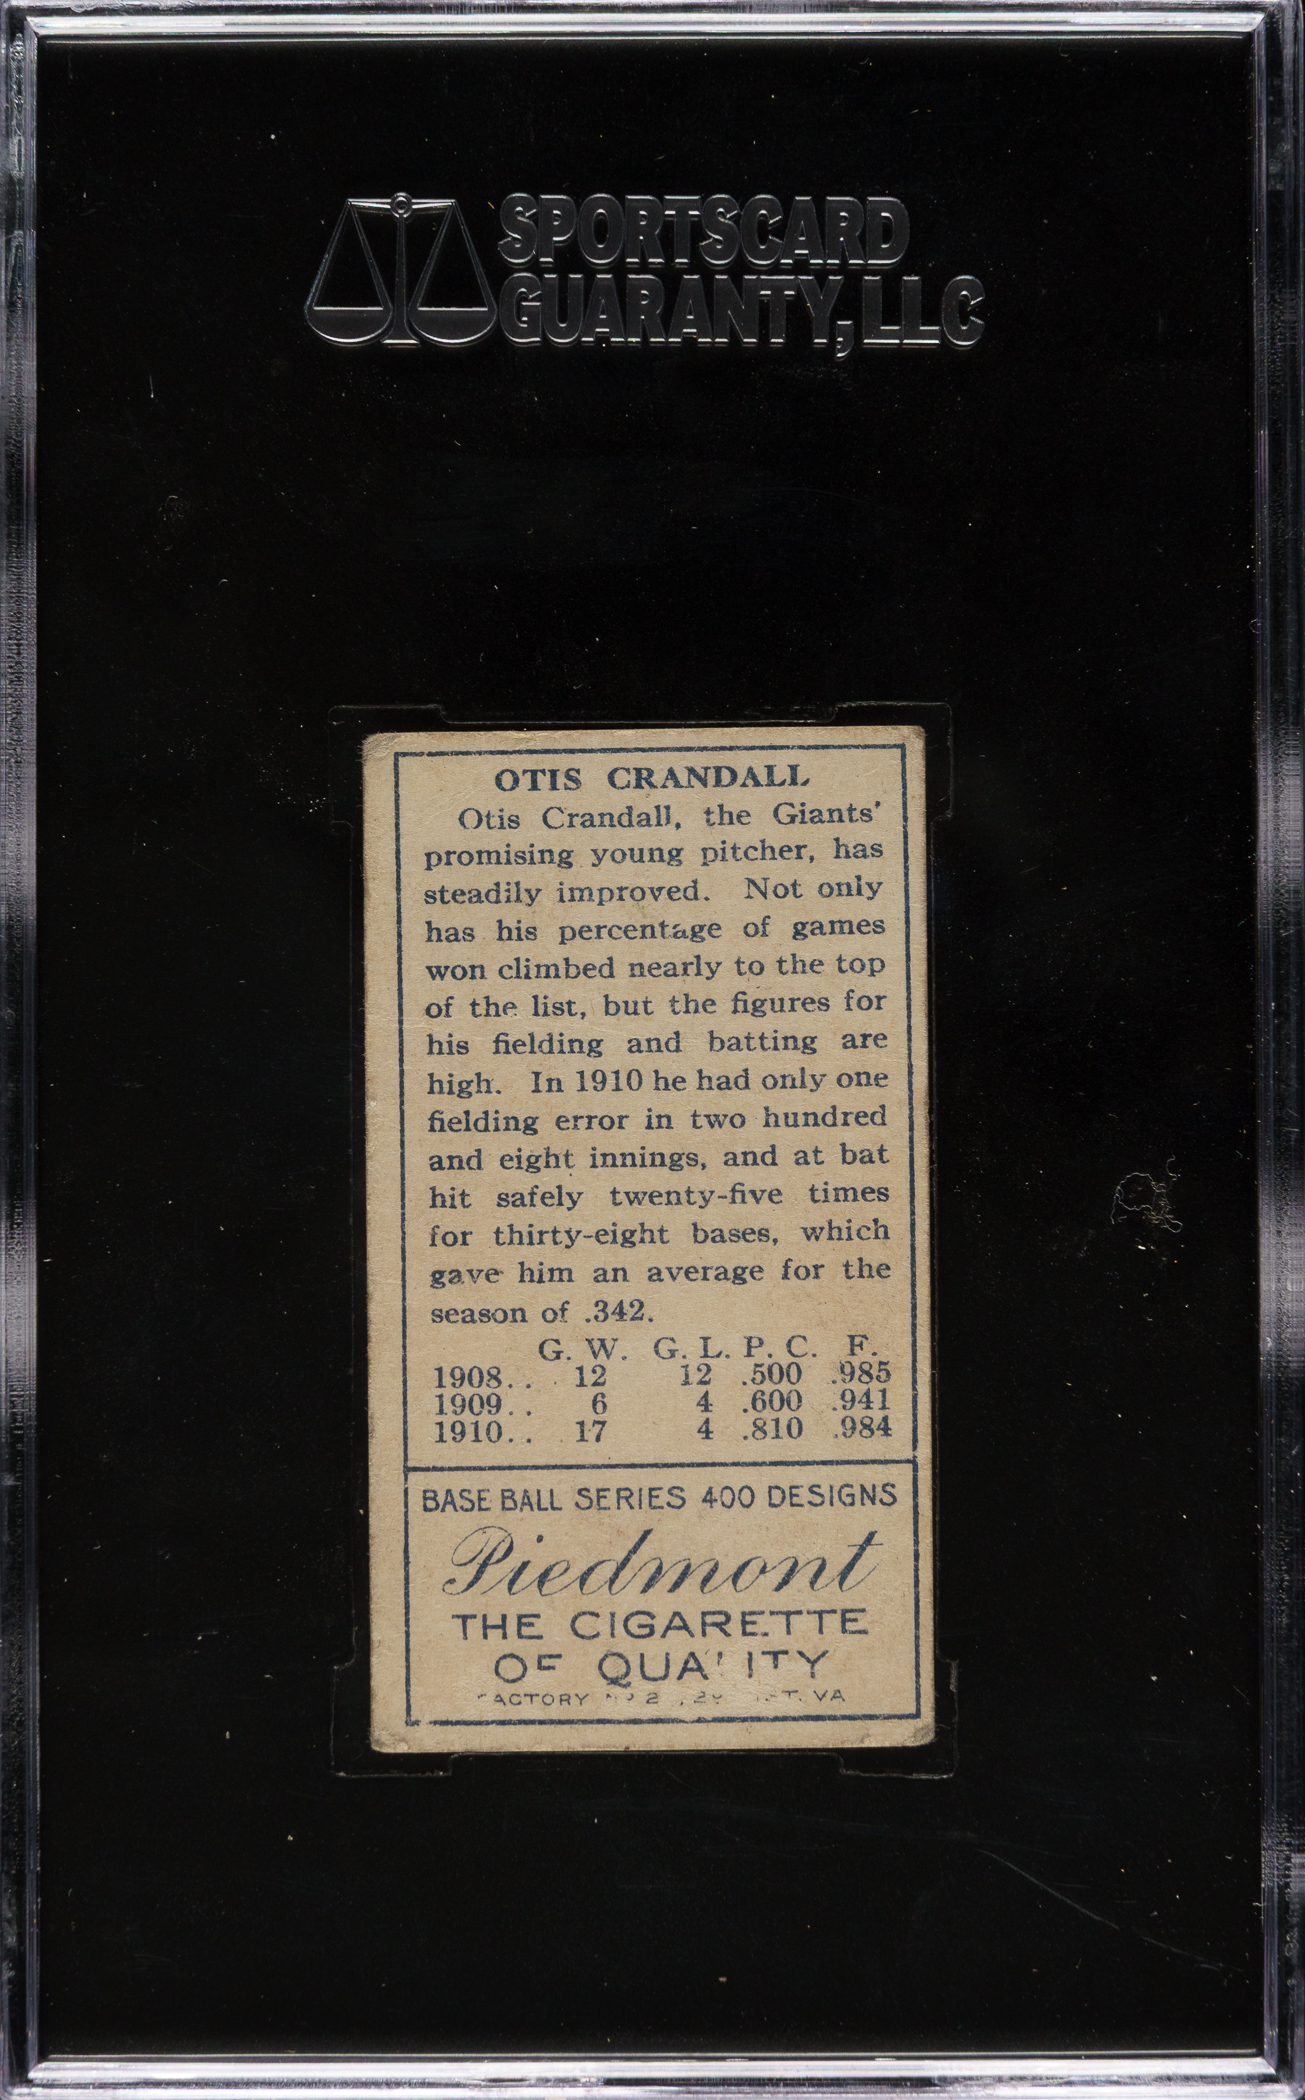 SPORTSCARD
GUARANTY, LLC
OTIS CRANDALL
Otis Crandall, the Giants'
promising young pitcher, has
steadily improved. Not only
has his percentage of games
won climbed nearly to the top
of the list, but the figures for
his fielding and batting are
high. In 1910 he had only one
fielding error in two hundred
and eight innings, and at bat
hit safely twenty-five times
for thirty-eight bases, which
gave him an average for the
season of .342.
G. W. G. L. P. C. F.
1908.. 12 12 .500 .985
1909.. 6 4 .600 .941
1910.. 17 4 .810 .984
BASE BALL SERIES 400 DESIGNS
Piedmont
THE CIGARETTE
OF QUALITY
FACTORY VA